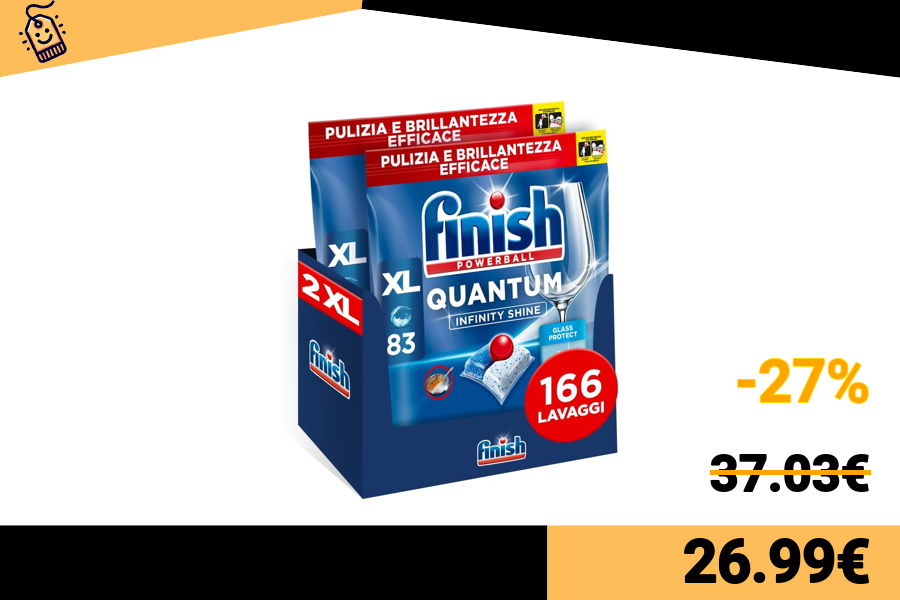 PULIZIA E BRILLANTEZZA
EFFICACE
PULIZIA E BRILLANTEZZA
EFFICACE
finish
POWERBALL
XL
XL
QUANTUM
INFINITY SHINE
2 XL
83
GLASS
PROTECT
finish
166
LAVAGGI
finish
-27%
37.03€
26.99€